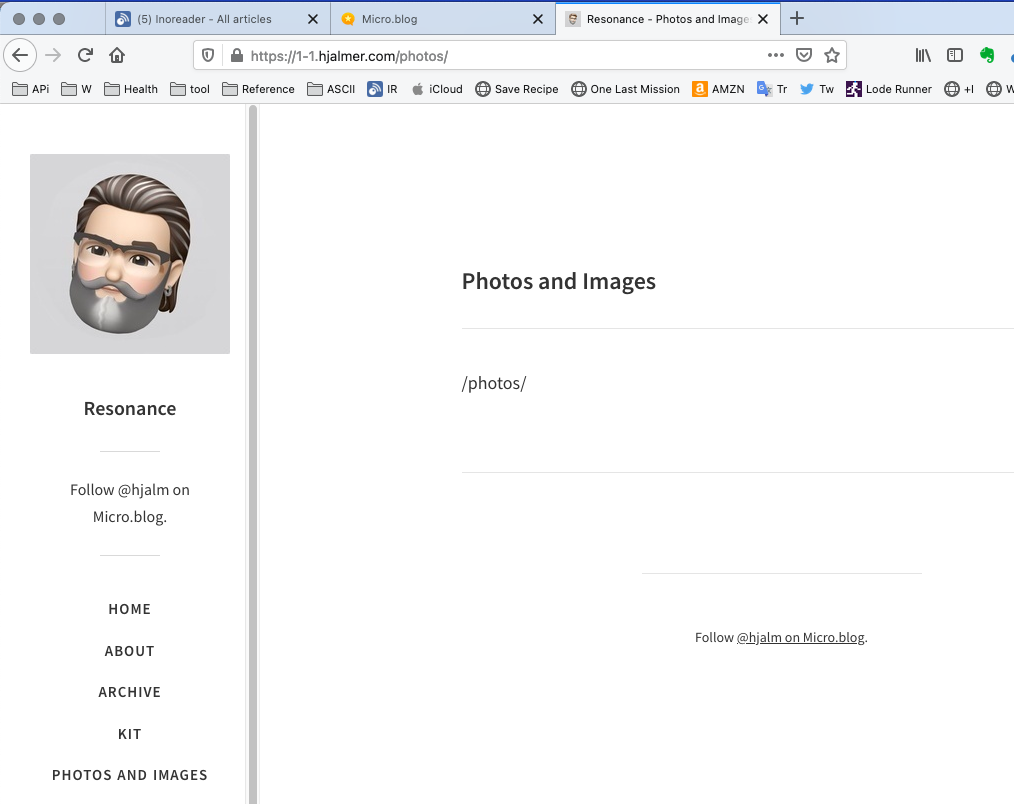 (5) Inoreader - All articles
Micro.blog
Resonance - Photos and Images
https://1-1.hjalmer.com/photos/
APi
W
Health
tool
Reference
ASCII
IR
iCloud
Save Recipe
One Last Mission
AMZN
Tr
Tw
Lode Runner
+I
Photos and Images
/photos/
Follow @hjalm on Micro.blog.
Resonance
Follow @hjalm on
Micro.blog.
HOME
ABOUT
ARCHIVE
KIT
PHOTOS AND IMAGES